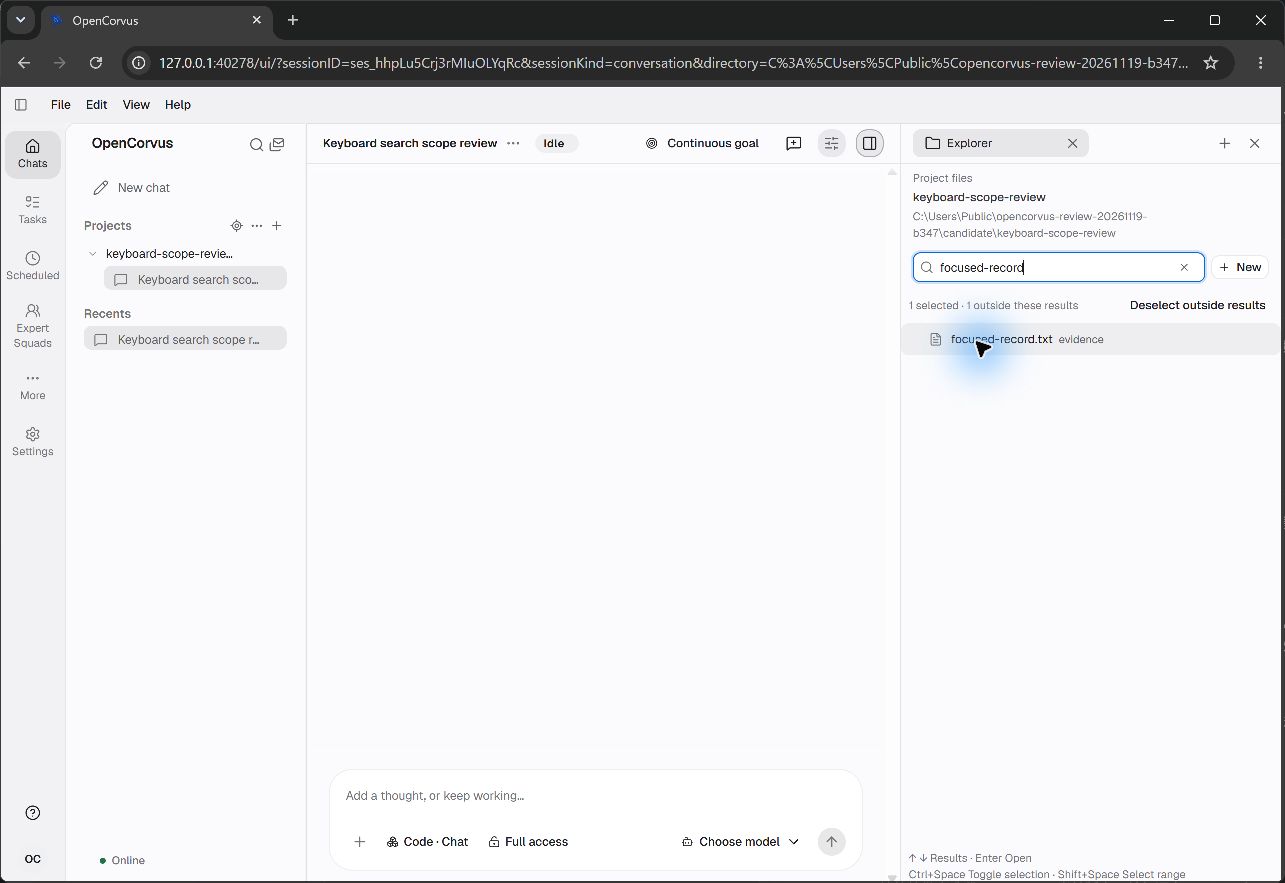 OpenCorvus
127.0.0.1:40278/ui/?sessionID=ses_hhpLu5Crj3rMIuOLYqRc&sessionKind=conversation&directory=C%3A%5CUsers%5CPublic%5Copencorvus-review-20261119-b347...
File Edit View Help
Chats
Tasks
Scheduled
Expert
Squads
More
Settings
OC
OpenCorvus
New chat
Projects
keyboard-scope-revie...
Keyboard search sco...
Recents
Keyboard search scope r...
Online
Keyboard search scope review
Idle
Continuous goal
Add a thought, or keep working...
Code · Chat
Full access
Choose model
Explorer
Project files
keyboard-scope-review
C:\Users\Public\opencorvus-review-20261119-
b347\candidate\keyboard-scope-review
focused-record
New
1 selected · 1 outside these results
Deselect outside results
focused-record.txt evidence
↑↓ Results · Enter Open
Ctrl+Space Toggle selection · Shift+Space Select range